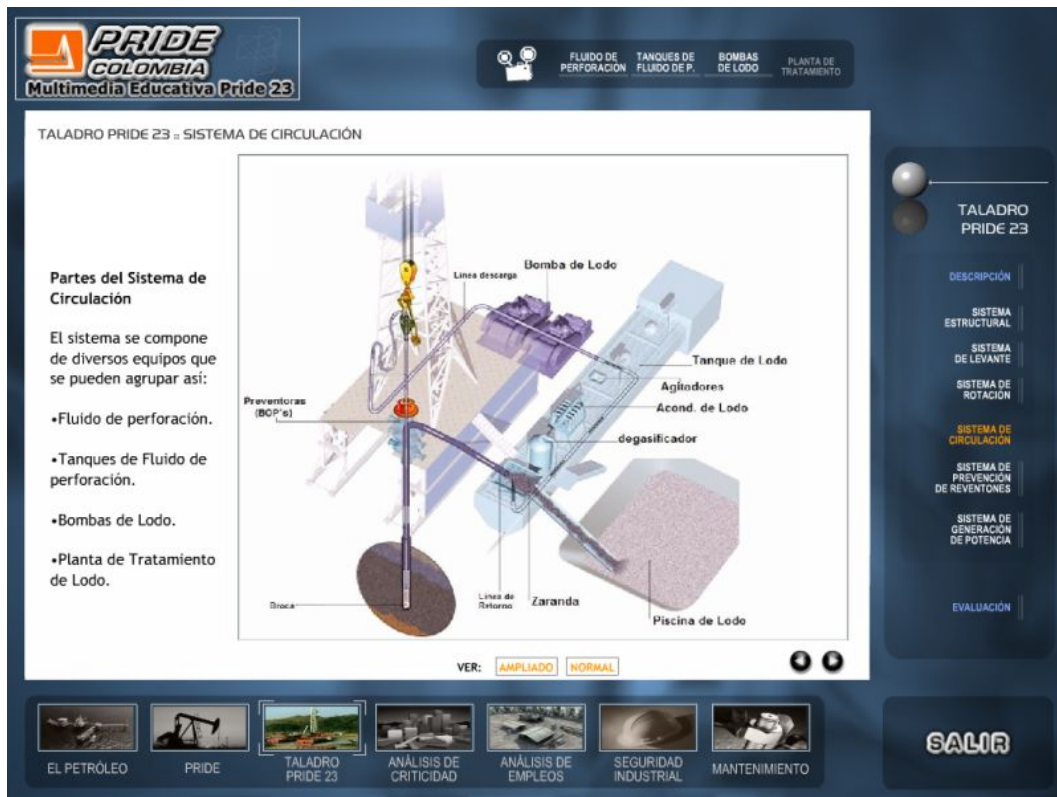 PRIDE
COLOMBIA
Multimedia Educativa Pride 23
FLUIDO DE
PERFORACION
TANQUES DE
FLUIDO DE P.
BOMBAS
DE LODO
PLANTA DE
TRATAMIENTO
TALADRO PRIDE 23 :: SISTEMA DE CIRCULACIÓN
Partes del Sistema de
Circulación
El sistema se compone
de diversos equipos que
se pueden agrupar así:
•Fluido de perforación.
•Tanques de Fluido de
perforación.
•Bombas de Lodo.
•Planta de Tratamiento
de Lodo.
Bomba de Lodo
Linea descarga
Tanque de Lodo
Agitadores
Acond. de Lodo
degasificador
Preventoras
(BOP's)
Broca
Linea de
Retorno
Zaranda
Piscina de Lodo
VER: AMPLIADO NORMAL
TALADRO
PRIDE 23
DESCRIPCIÓN
SISTEMA
ESTRUCTURAL
SISTEMA
DE LEVANTE
SISTEMA DE
ROTACIÓN
SISTEMA DE
CIRCULACIÓN
SISTEMA DE
PREVENCIÓN
DE REVENTONES
SISTEMA DE
GENERACIÓN
DE POTENCIA
EVALUACIÓN
EL PETRÓLEO
PRIDE
TALADRO
PRIDE 23
ANÀLISIS DE
CRITICIDAD
ANÀLISIS DE
EMPLEOS
SEGURIDAD
INDUSTRIAL
MANTENIMIENTO
SALIR